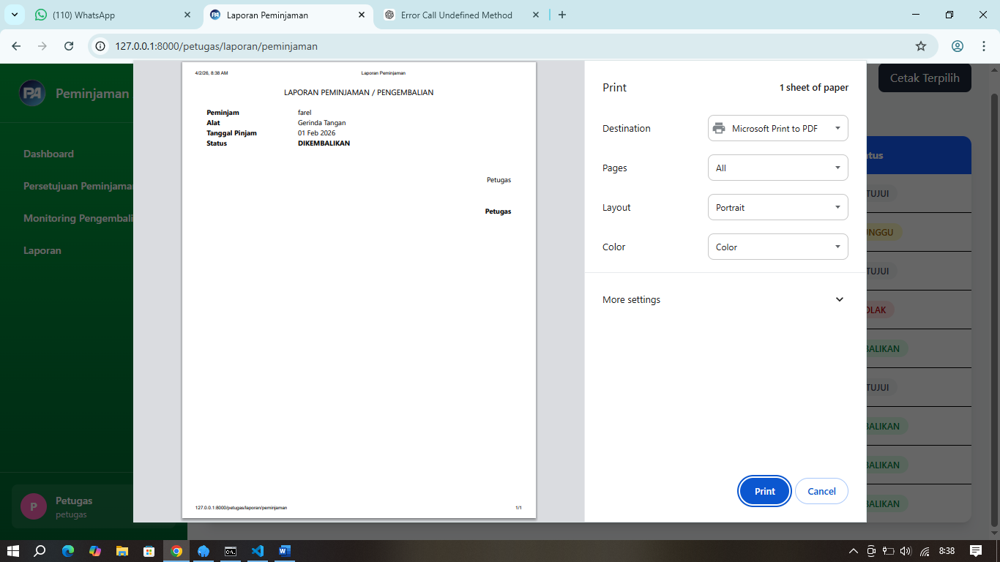 (110) WhatsApp
Laporan Peminjaman
Error Call Undefined Method
127.0.0.1:8000/petugas/laporan/peminjaman
PA
Peminjaman
Dashboard
Persetujuan Peminjama
Monitoring Pengembali
Laporan
P
Petugas
petugas
4/2/26, 8:38 AM
Laporan Peminjaman
LAPORAN PEMINJAMAN / PENGEMBALIAN
Peminjam farel
Alat Gerinda Tangan
Tanggal Pinjam 01 Feb 2026
Status DIKEMBALIKAN
Petugas
Petugas
127.0.0.1:8000/petugas/laporan/peminjaman
1/1
Print
1 sheet of paper
Destination
Microsoft Print to PDF
Pages
All
Layout
Portrait
Color
Color
More settings
Print
Cancel
Cetak Terpilih
tus
TUJUI
UNGGU
TUJUI
OLAK
BALIKAN
TUJUI
BALIKAN
BALIKAN
BALIKAN
8:38